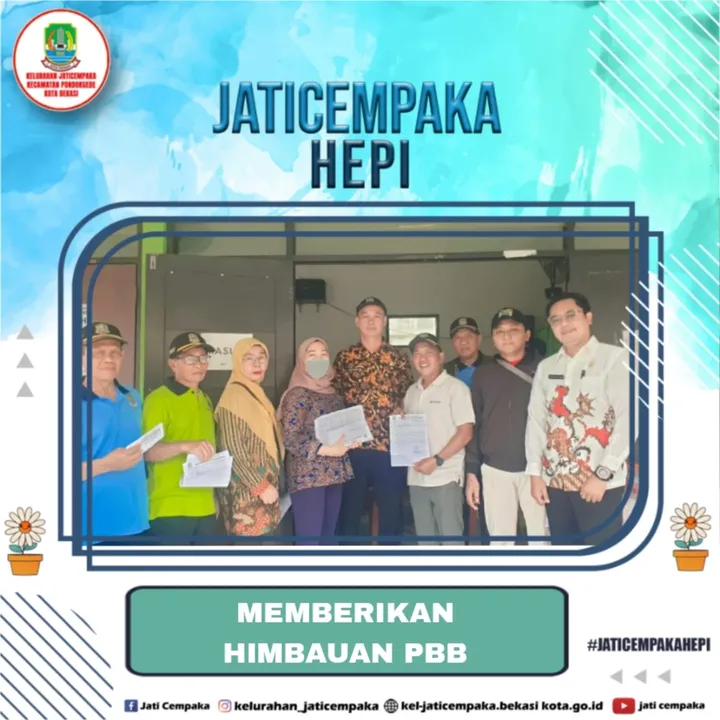 KELURAHAN JATICEMPAKA
KECAMATAN PONDOKGEDE
KOTA BEKASI
JATICEMPAKA
HEPI
MEMBERIKAN
HIMBAUAN PBB
#JATICEMPAKAHEPI
Jati Cempaka
kelurahan_jaticempaka
kel-jaticempaka.bekasi kota.go.id
jati cempaka